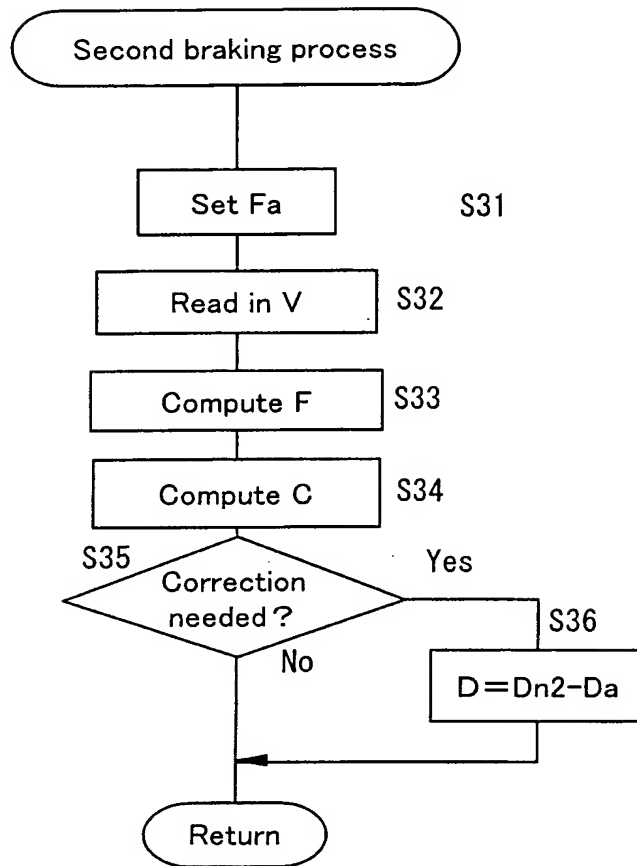 Second braking process
Set Fa
S31
Read in V
S32
Compute F
S33
Compute C
S34
S35
Correction
needed?
Yes
S36
No
D=Dn2-Da
Return